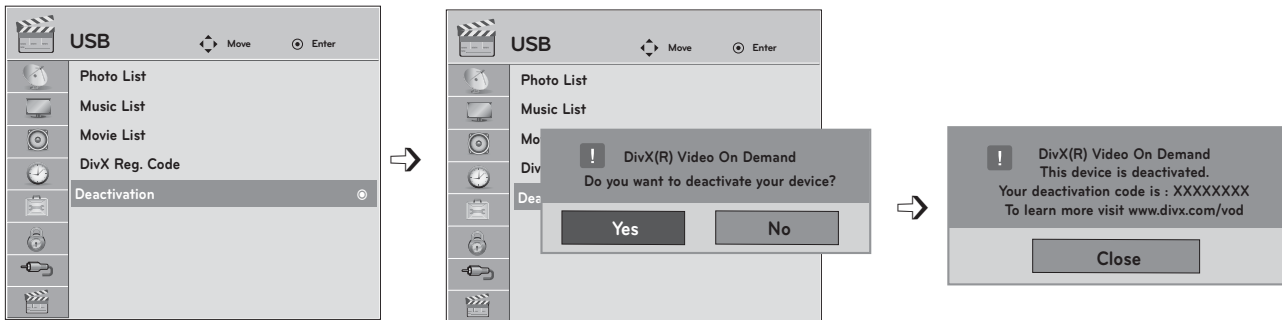 USB Move Enter
Photo List
Music List
Movie List
DivX Reg. Code
Deactivation
USB Move Enter
Photo List
Music List
Mo
Div
Dea
! DivX(R) Video On Demand
Do you want to deactivate your device?
Yes No
! DivX(R) Video On Demand
This device is deactivated.
Your deactivation code is : XXXXXXXX
To learn more visit www.divx.com/vod
Close